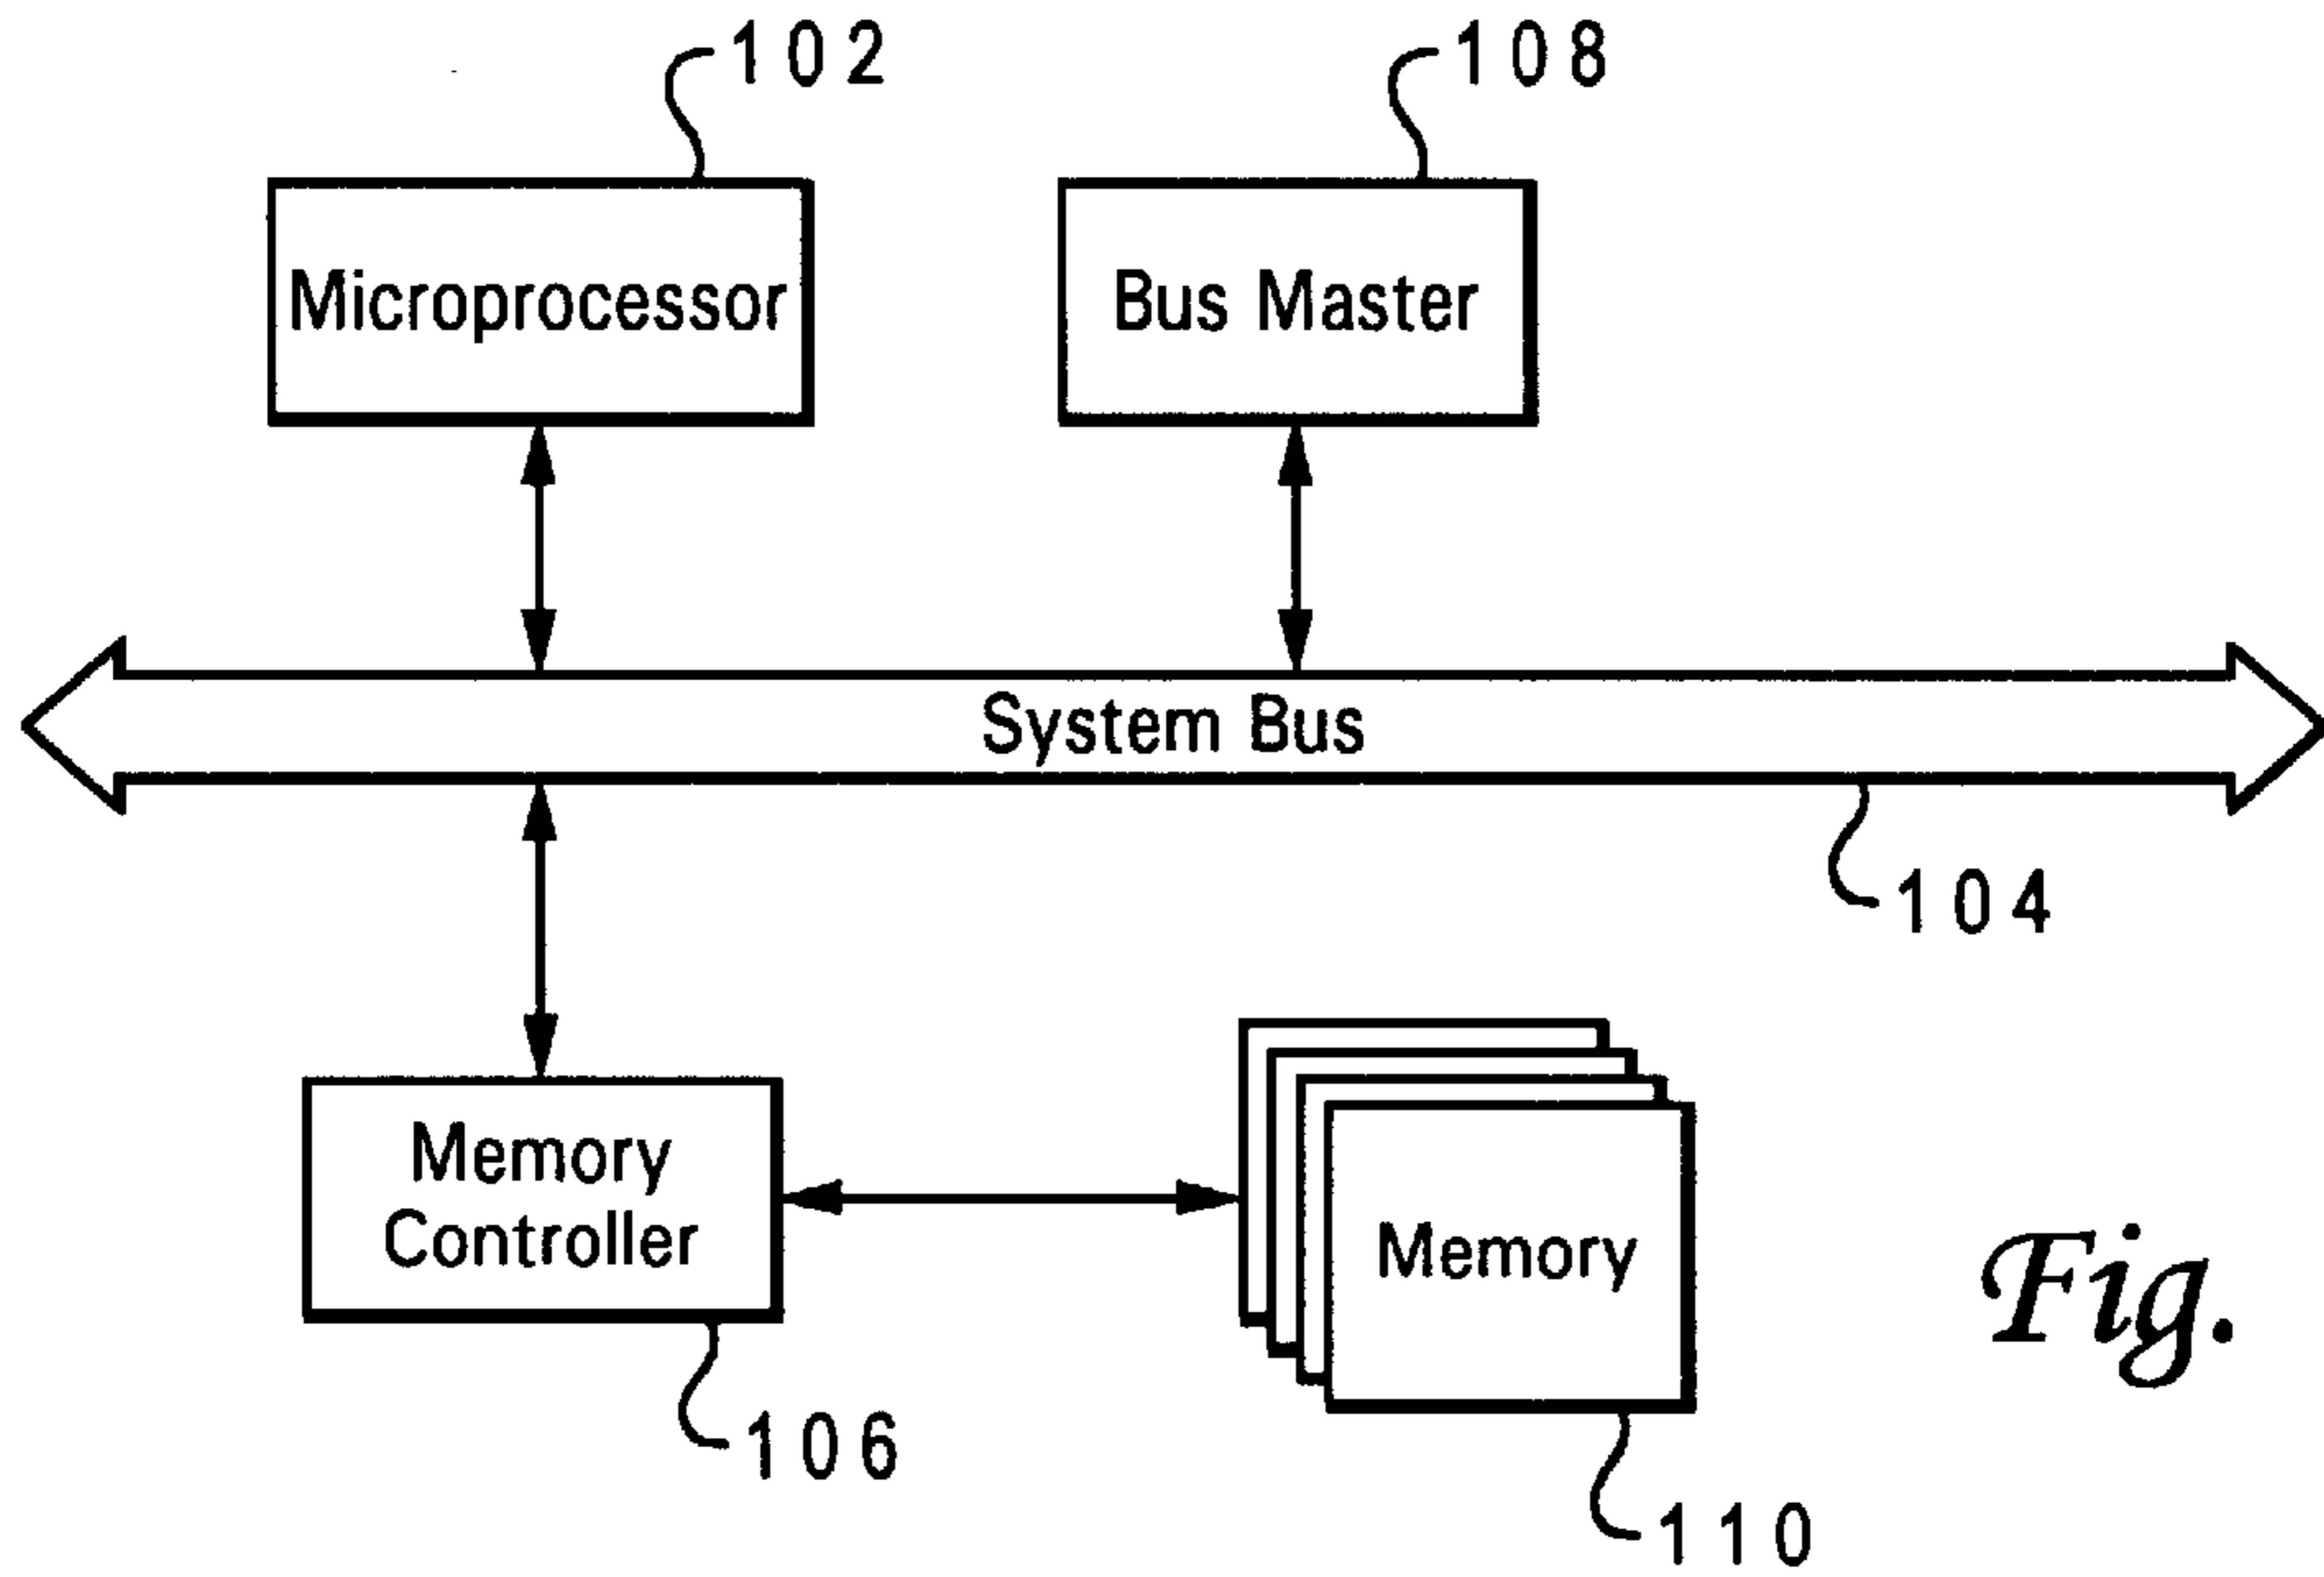 102
108
Microprocessor
Bus Master
System Bus
104
Memory
Controller
Memory
Fig.
106
110